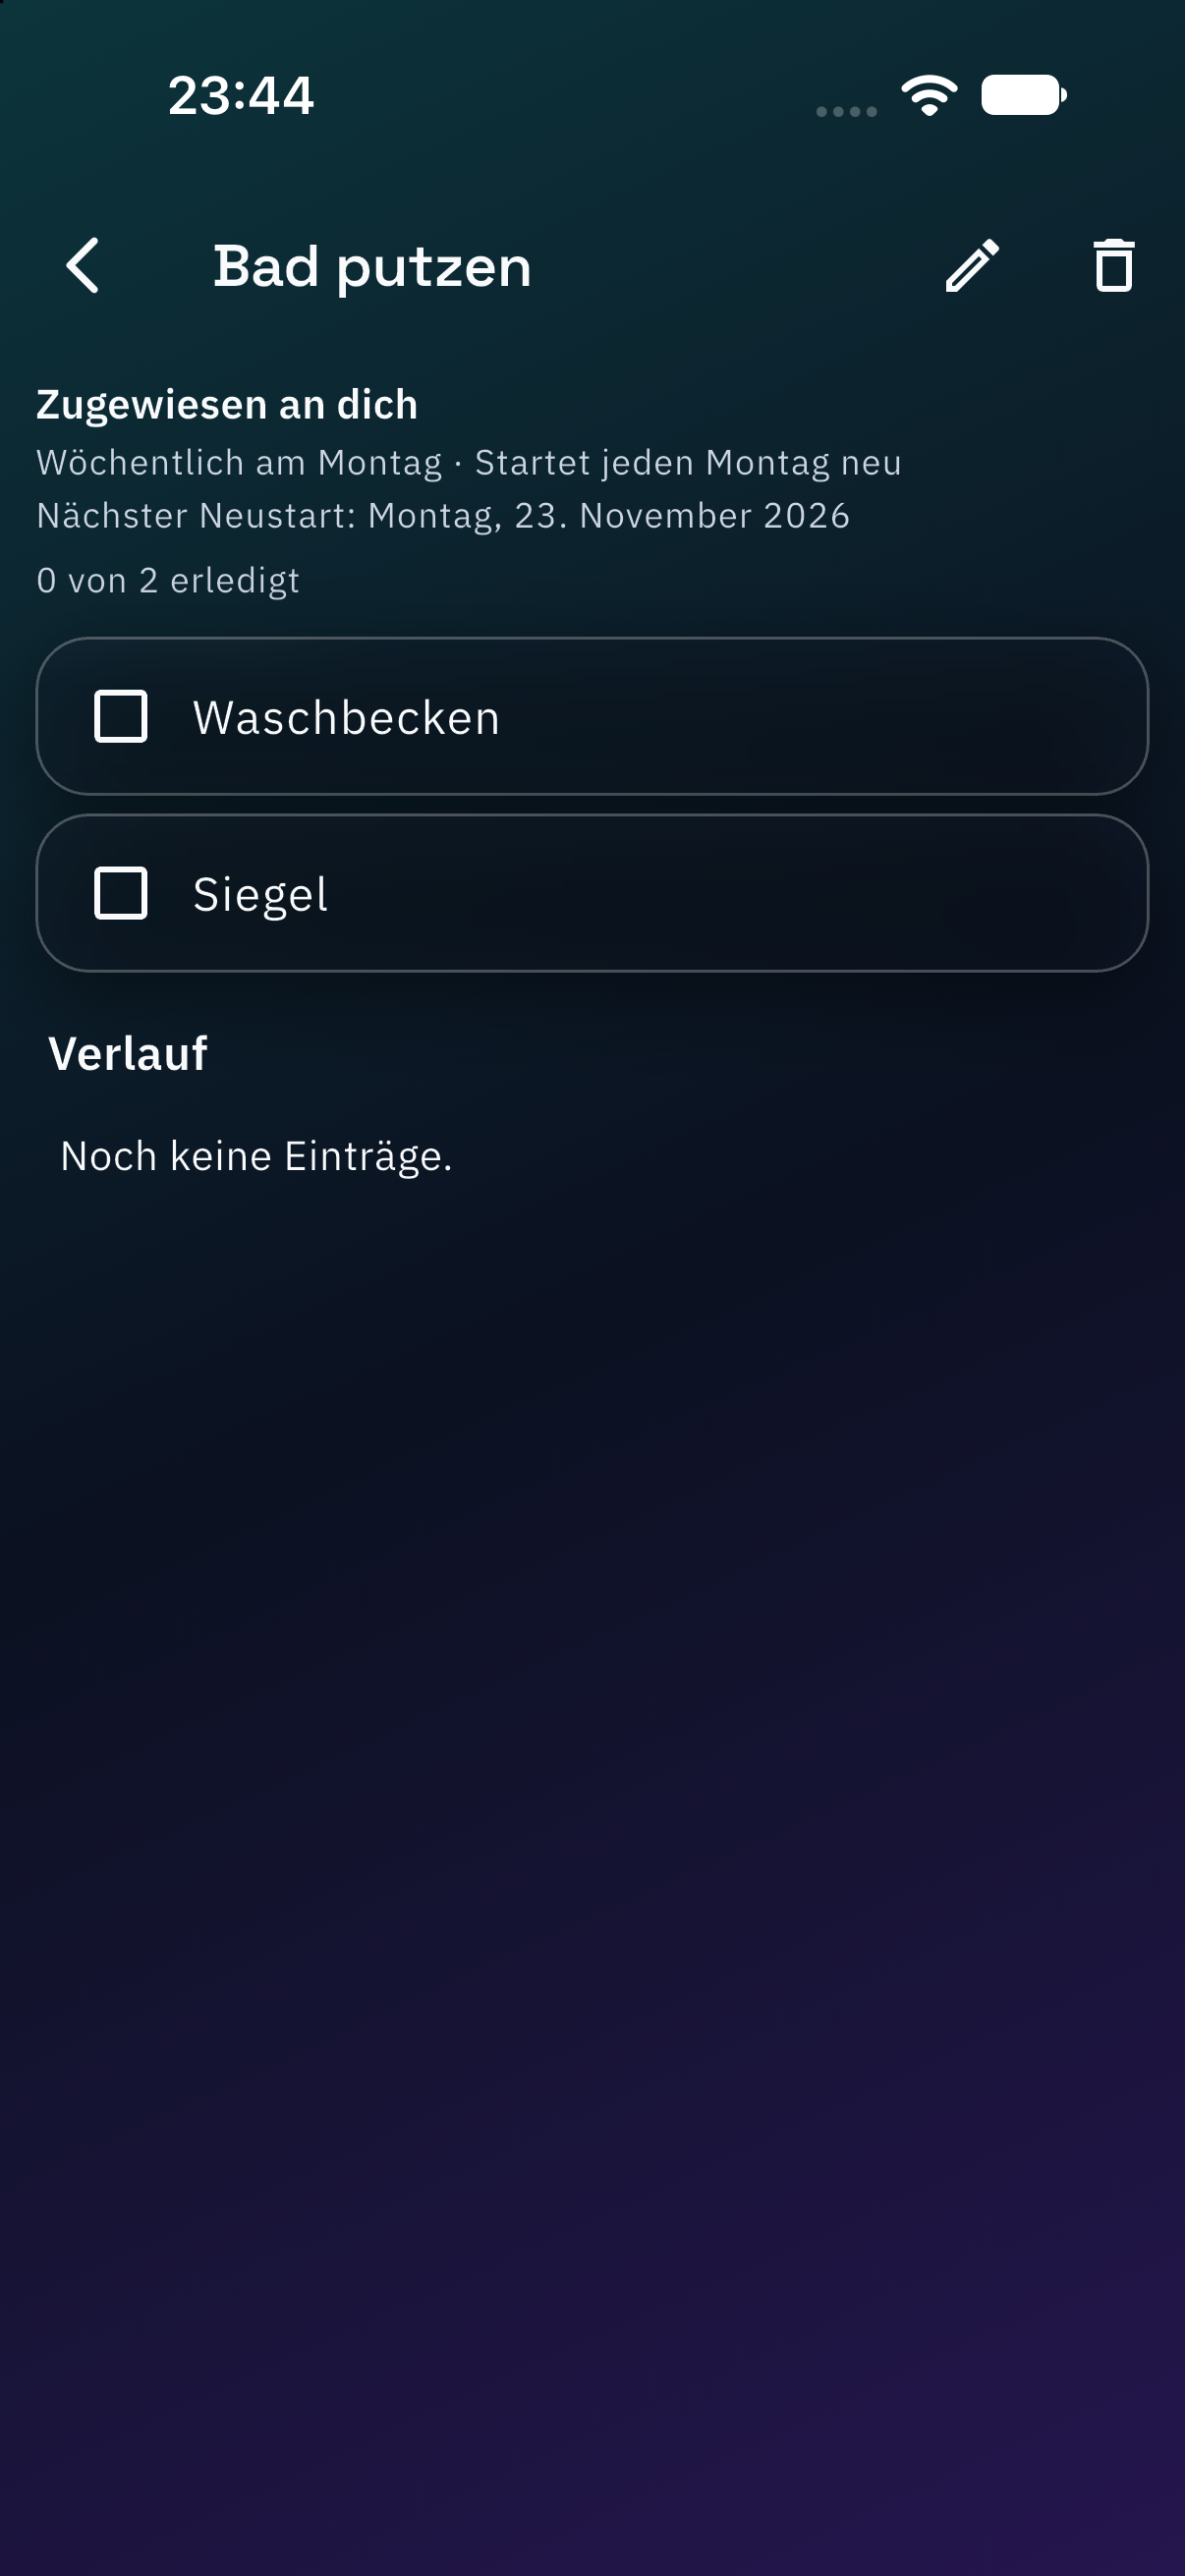 23:44
Bad putzen
Zugewiesen an dich
Wöchentlich am Montag · Startet jeden Montag neu
Nächster Neustart: Montag, 23. November 2026
0 von 2 erledigt
Waschbecken
Siegel
Verlauf
Noch keine Einträge.